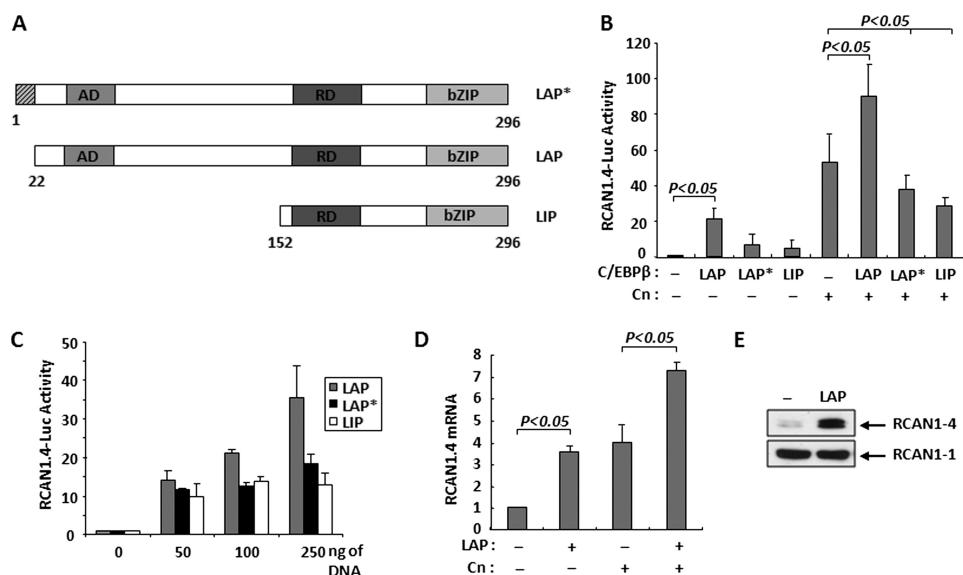 A
AD RD bZIP LAP*
1 296
AD RD bZIP LAP
22 296
RD bZIP LIP
152 296
B
P<0.05
P<0.05
P<0.05
RCAN1.4-Luc Activity
120
100
80
60
40
20
0
C/EBPβ : – LAP LAP* LIP – LAP LAP* LIP
Cn : – – – – + + + +
C
RCAN1.4-Luc Activity
50
40
30
20
10
0
LAP
LAP*
LIP
0 50 100 250 ng of
DNA
D
P<0.05
P<0.05
RCAN1.4 mRNA
8
7
6
5
4
3
2
1
0
LAP : – + – +
Cn : – – + +
E
– LAP
RCAN1-4
RCAN1-1